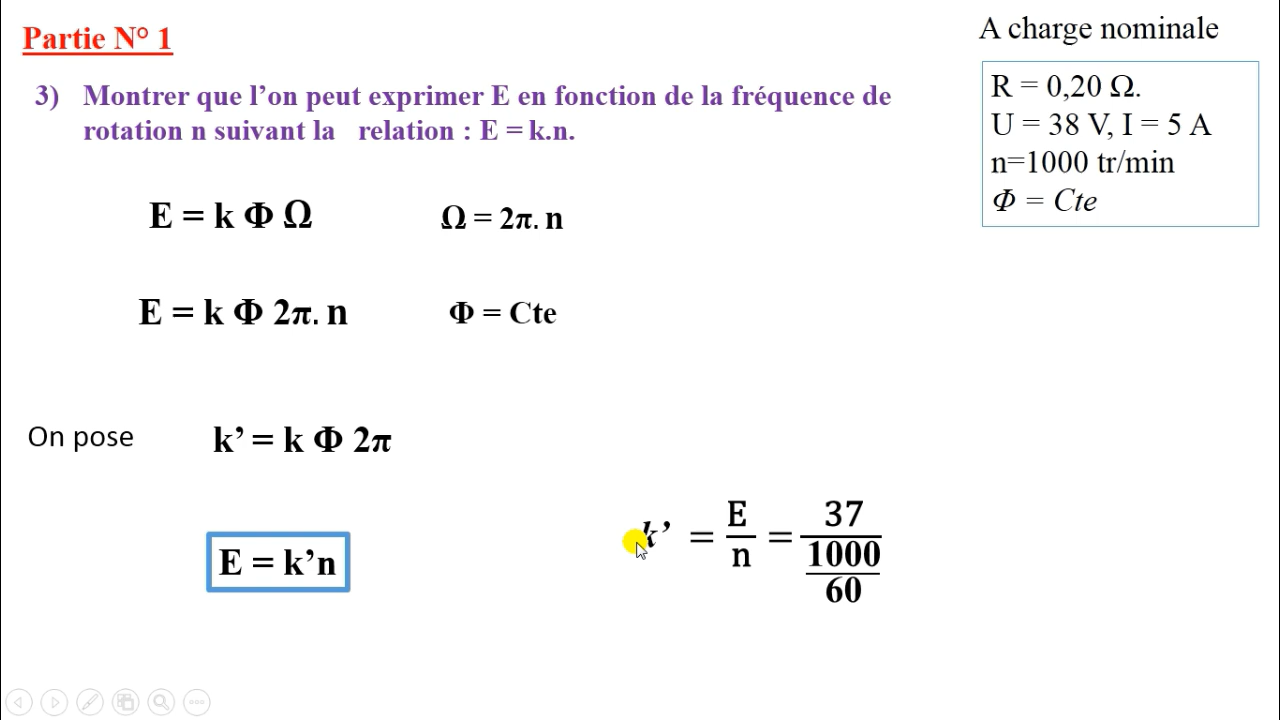 Partie N° 1
A charge nominale
3) Montrer que l’on peut exprimer E en fonction de la fréquence de
rotation n suivant la relation : E = k.n.
R = 0,20 Ω.
U = 38 V, I = 5 A
n=1000 tr/min
Φ = Cte
E = k Φ Ω
Ω = 2π. n
E = k Φ 2π. n
Φ = Cte
On pose
k’ = k Φ 2π
E = k’n
k’ = E/n = 37/(1000/60)